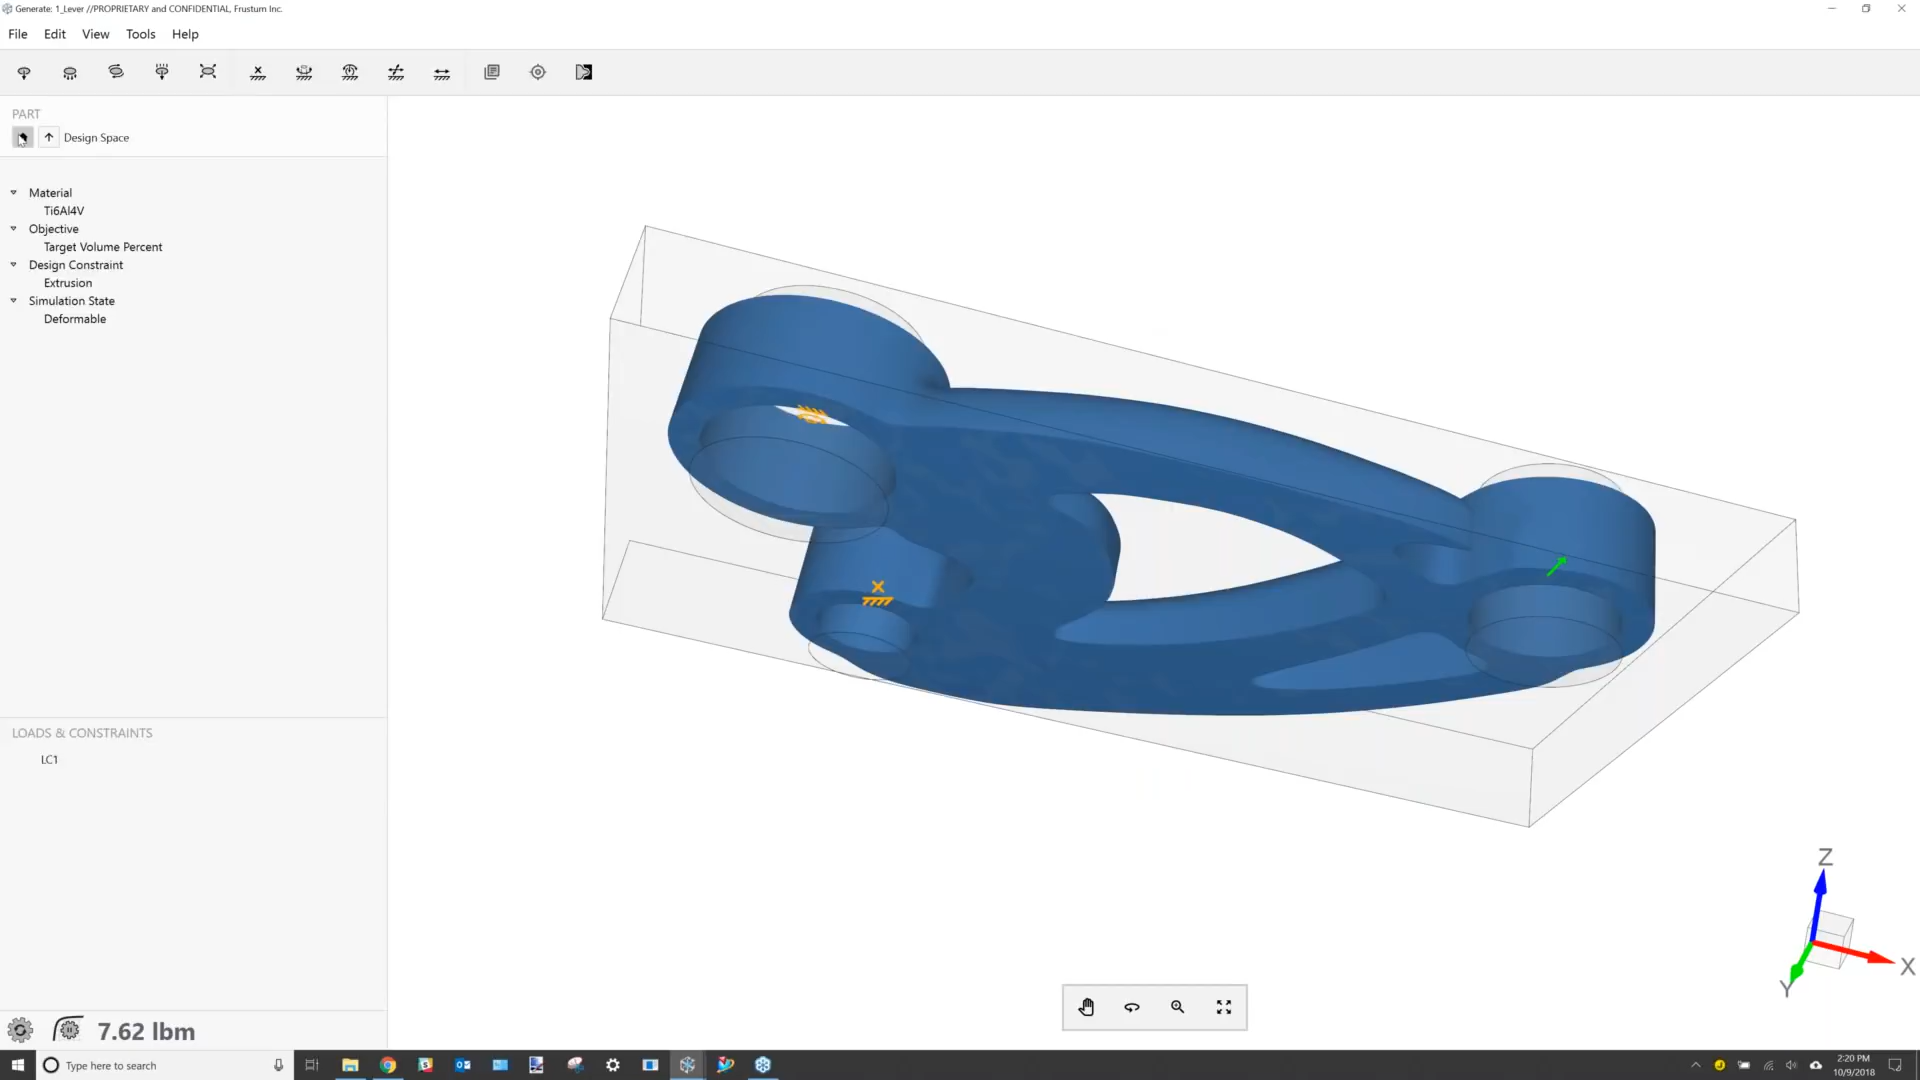 Generate: 1_Lever //PROPRIETARY and CONFIDENTIAL, Frustum Inc.
File Edit View Tools Help
PART
Design Space
Material
Ti6Al4V
Objective
Target Volume Percent
Design Constraint
Extrusion
Simulation State
Deformable
LOADS & CONSTRAINTS
LC1
7.62 lbm
Z
X
Y
Type here to search
2:20 PM
10/9/2018